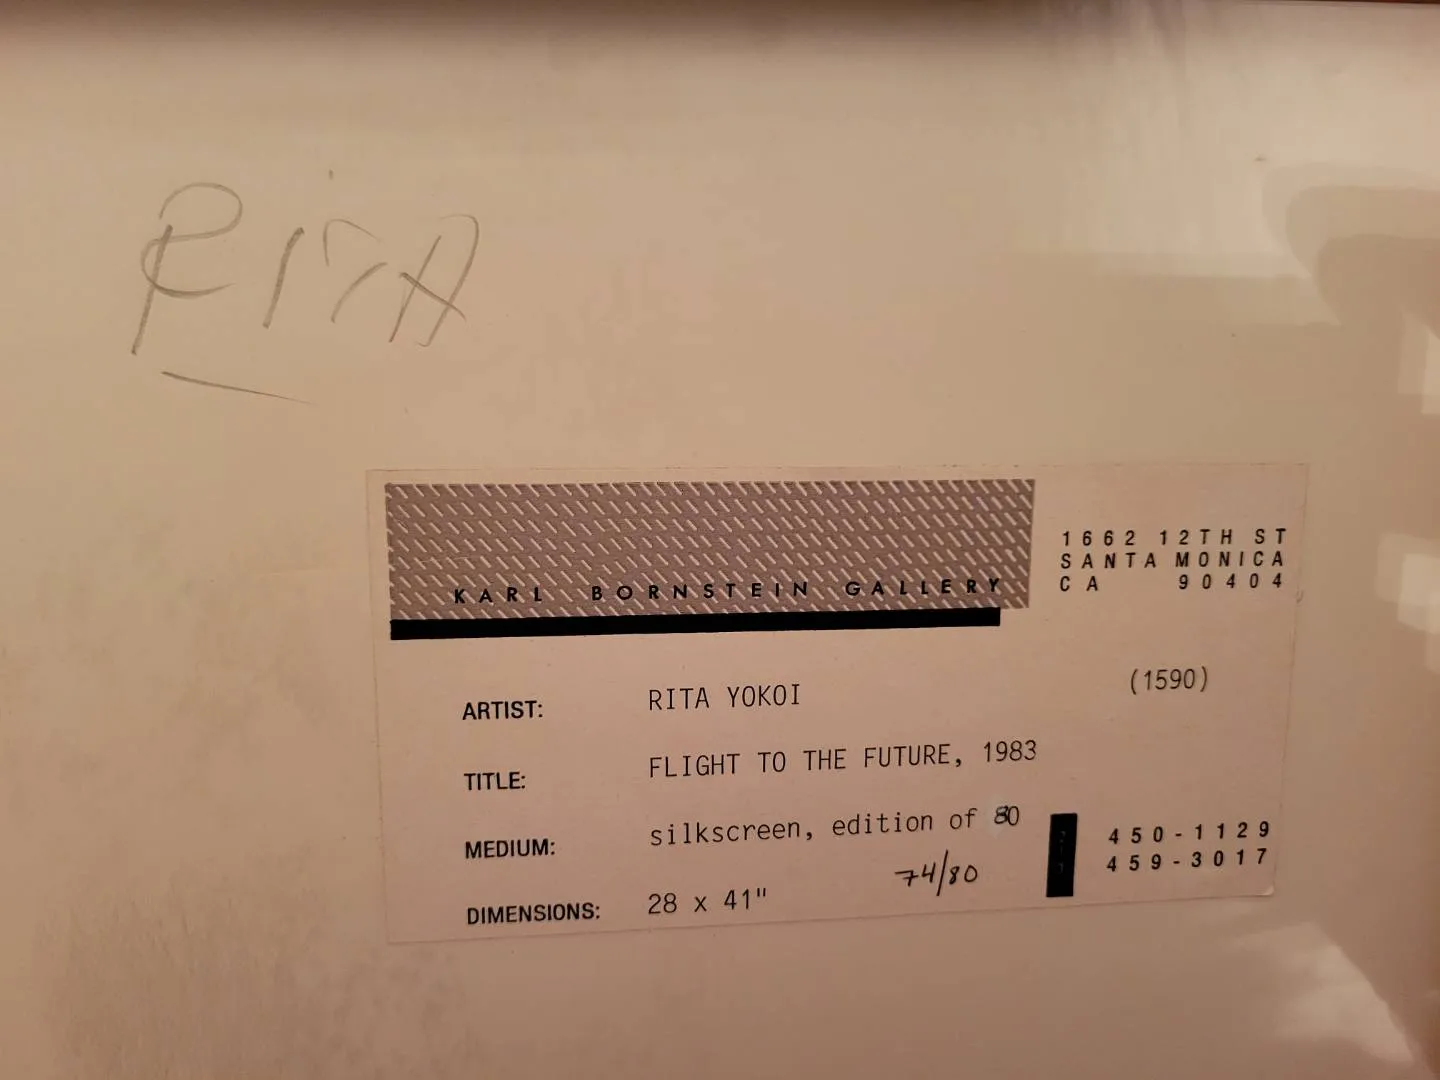 RITA
KARL BORNSTEIN GALLERY
1662 12TH ST
SANTA MONICA
CA 90404
(1590)
ARTIST: RITA YOKOI
TITLE: FLIGHT TO THE FUTURE, 1983
MEDIUM: silkscreen, edition of 80
74/80
DIMENSIONS: 28 x 41"
450-1129
459-3017